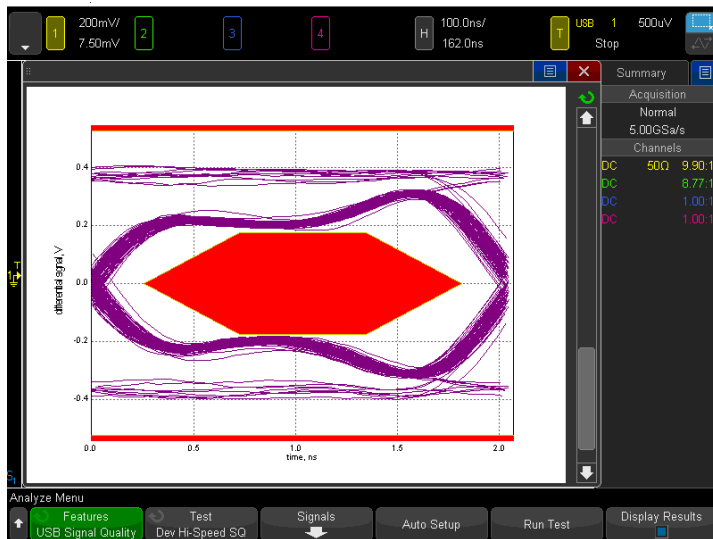 1 200mV/ 7.50mV 2 3 4 H 100.0ns/ 162.0ns T USB 1 500uV Stop
Summary
Acquisition
Normal
5.00GSa/s
Channels
DC 50Ω 9.90:1
DC 8.77:1
DC 1.00:1
DC 1.00:1
T
1
0.4
0.2
0.0
-0.2
-0.4
differential signal, V
0.0 0.5 1.0 1.5 2.0
time, ns
S1
Analyze Menu
Features Test Signals Auto Setup Run Test Display Results
USB Signal Quality Dev Hi-Speed SQ